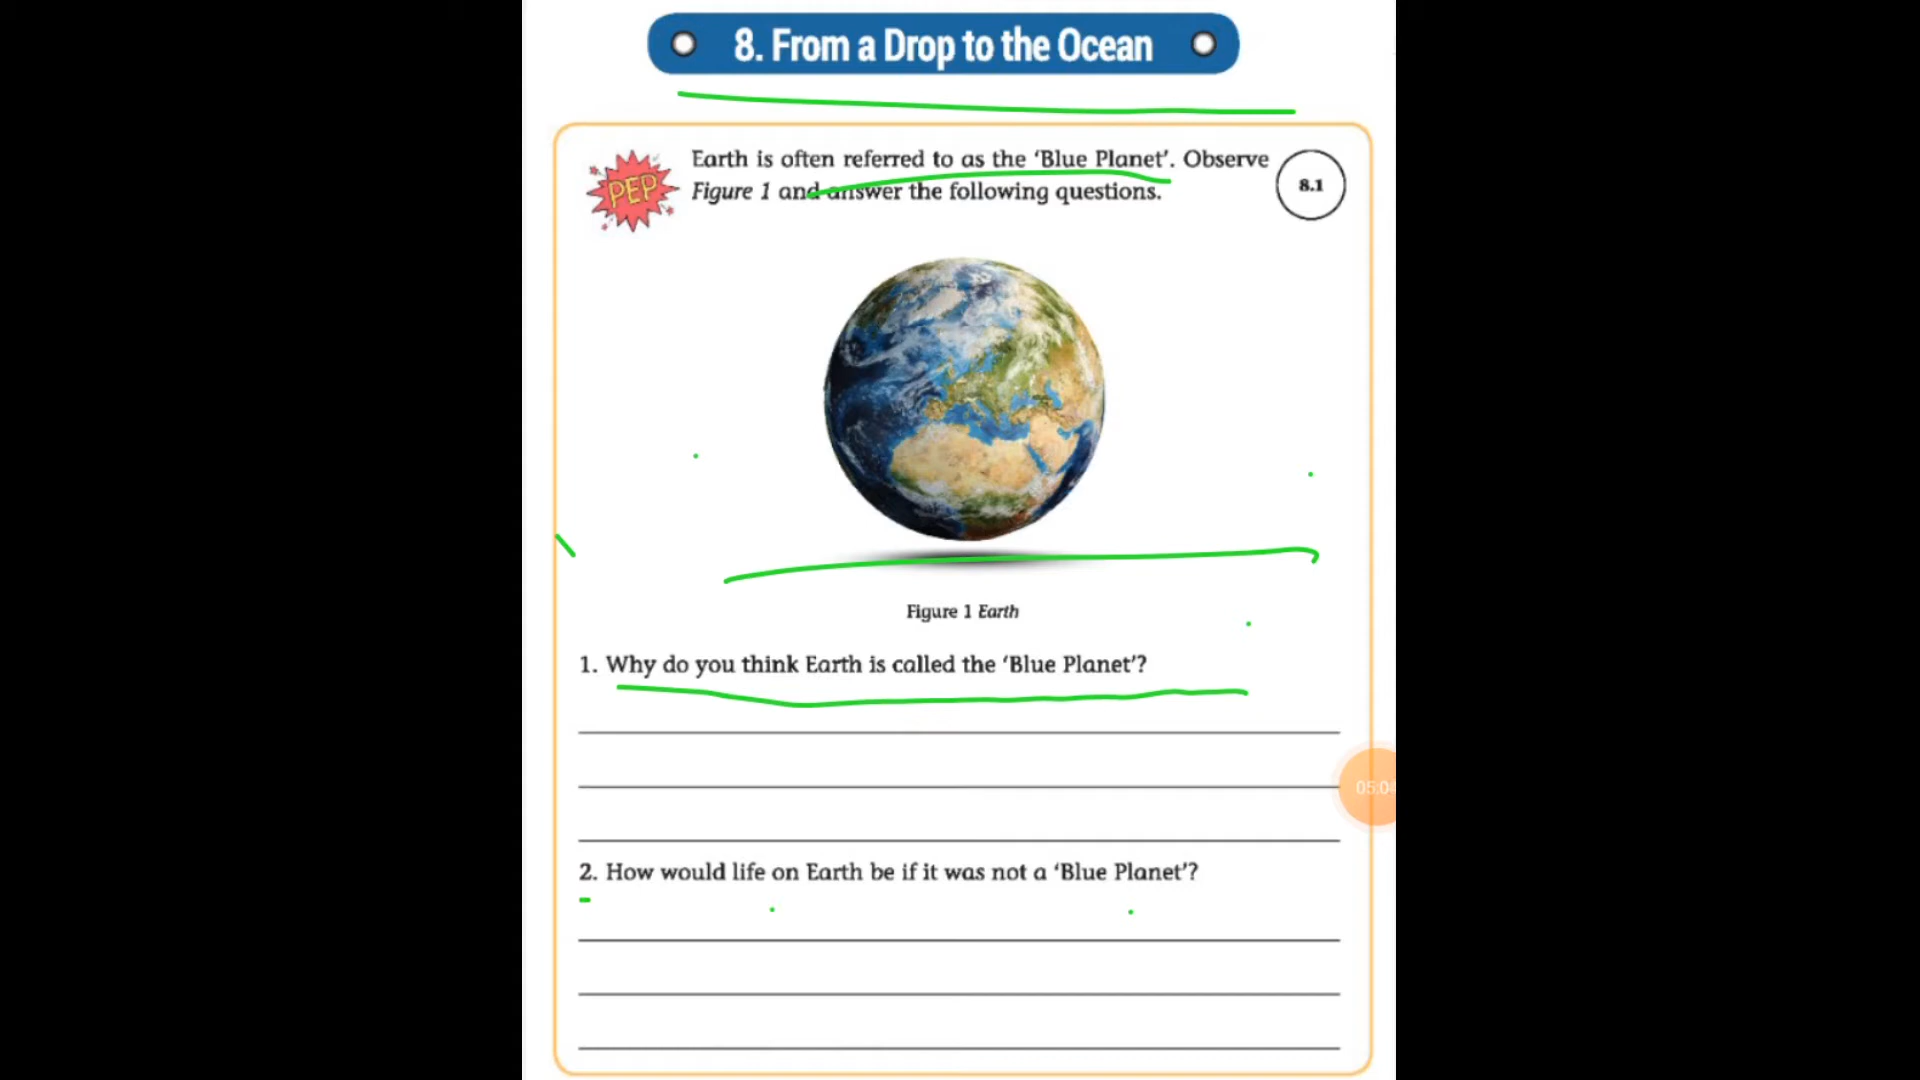 8. From a Drop to the Ocean
PEP
Earth is often referred to as the ‘Blue Planet’. Observe
Figure 1 and answer the following questions.
8.1
Figure 1 Earth
1. Why do you think Earth is called the ‘Blue Planet’?
05:0
2. How would life on Earth be if it was not a ‘Blue Planet’?